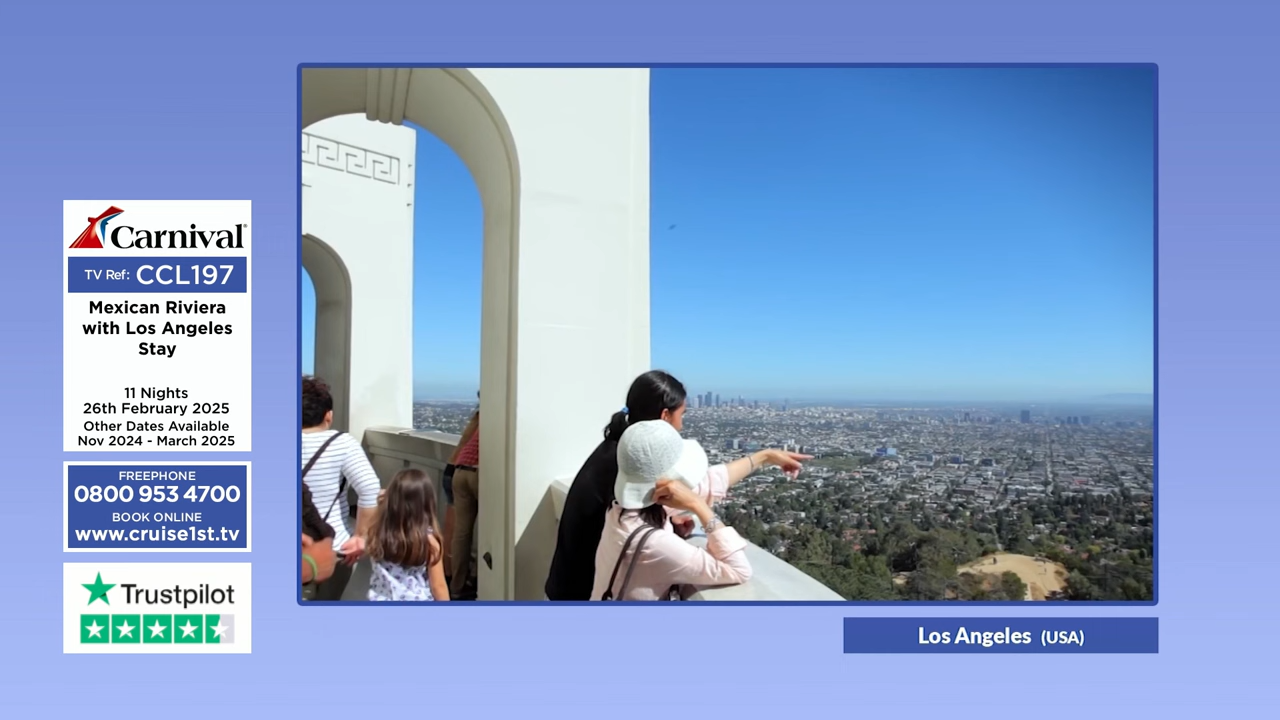 Carnival
TV Ref: CCL197
Mexican Riviera
with Los Angeles
Stay
11 Nights
26th February 2025
Other Dates Available
Nov 2024 - March 2025
FREEPHONE
0800 953 4700
BOOK ONLINE
www.cruise1st.tv
Trustpilot
Los Angeles (USA)